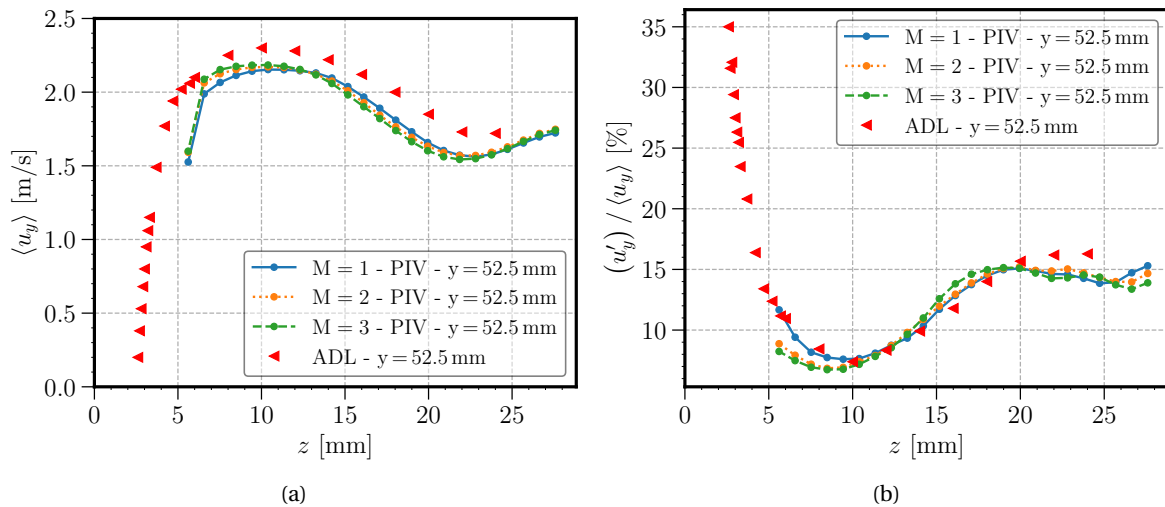 2.5
2.0
1.5
1.0
0.5
0.0
⟨u_y⟩ [m/s]
M = 1 - PIV - y = 52.5 mm
M = 2 - PIV - y = 52.5 mm
M = 3 - PIV - y = 52.5 mm
ADL - y = 52.5 mm
0 5 10 15 20 25
z [mm]
(a)
35
30
25
20
15
10
(u′_y) / ⟨u_y⟩ [%]
M = 1 - PIV - y = 52.5 mm
M = 2 - PIV - y = 52.5 mm
M = 3 - PIV - y = 52.5 mm
ADL - y = 52.5 mm
0 5 10 15 20 25
z [mm]
(b)